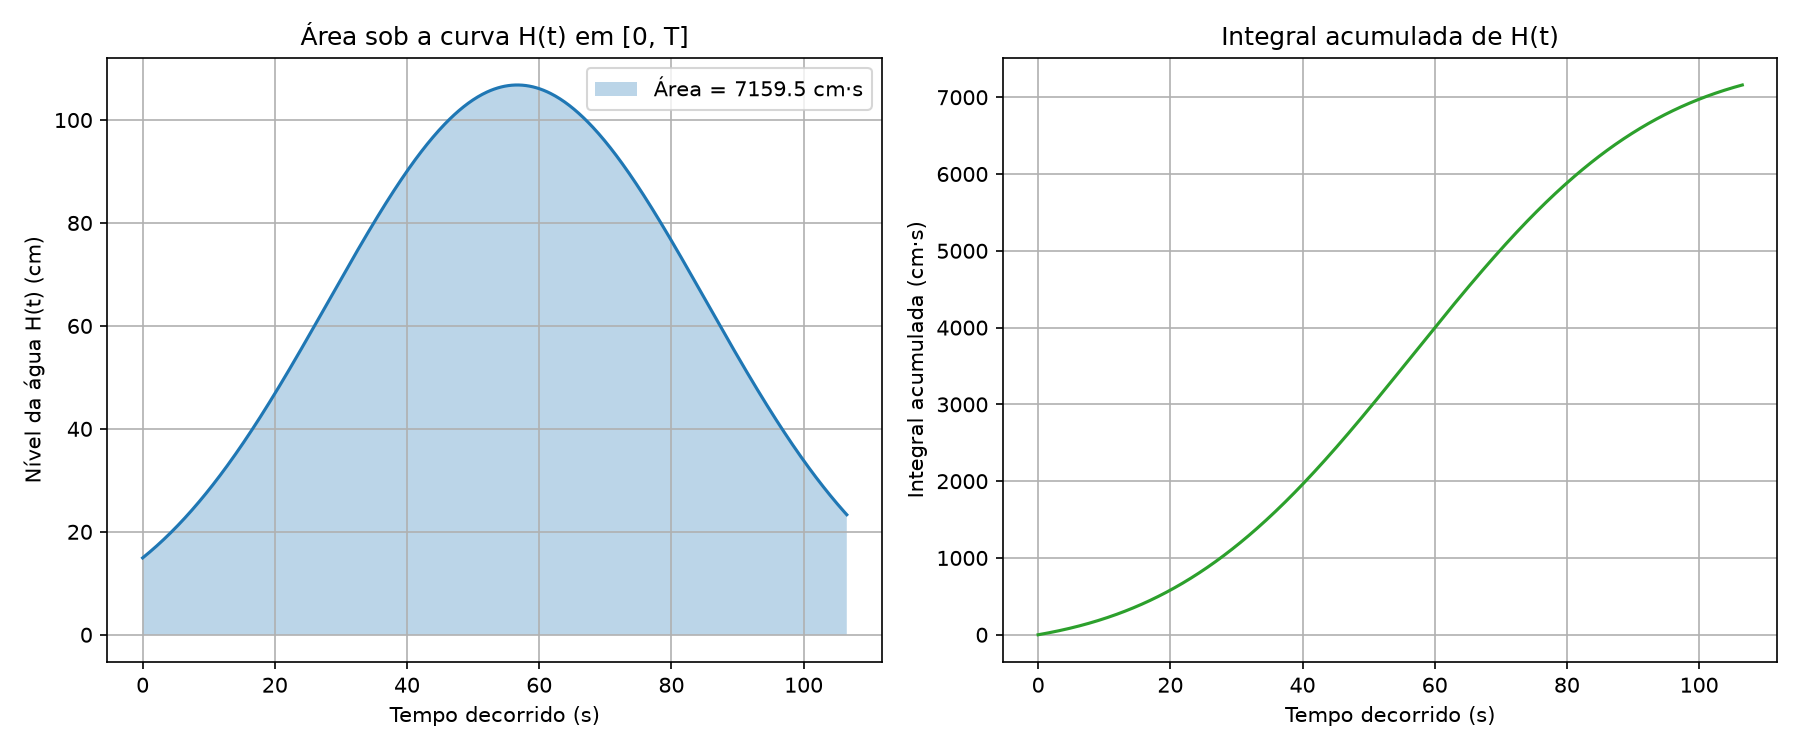 Área sob a curva H(t) em [0, T]
Área = 7159.5 cm·s
Nível da água H(t) (cm)
100
80
60
40
20
0
0 20 40 60 80 100
Tempo decorrido (s)
Integral acumulada de H(t)
Integral acumulada (cm·s)
7000
6000
5000
4000
3000
2000
1000
0
0 20 40 60 80 100
Tempo decorrido (s)